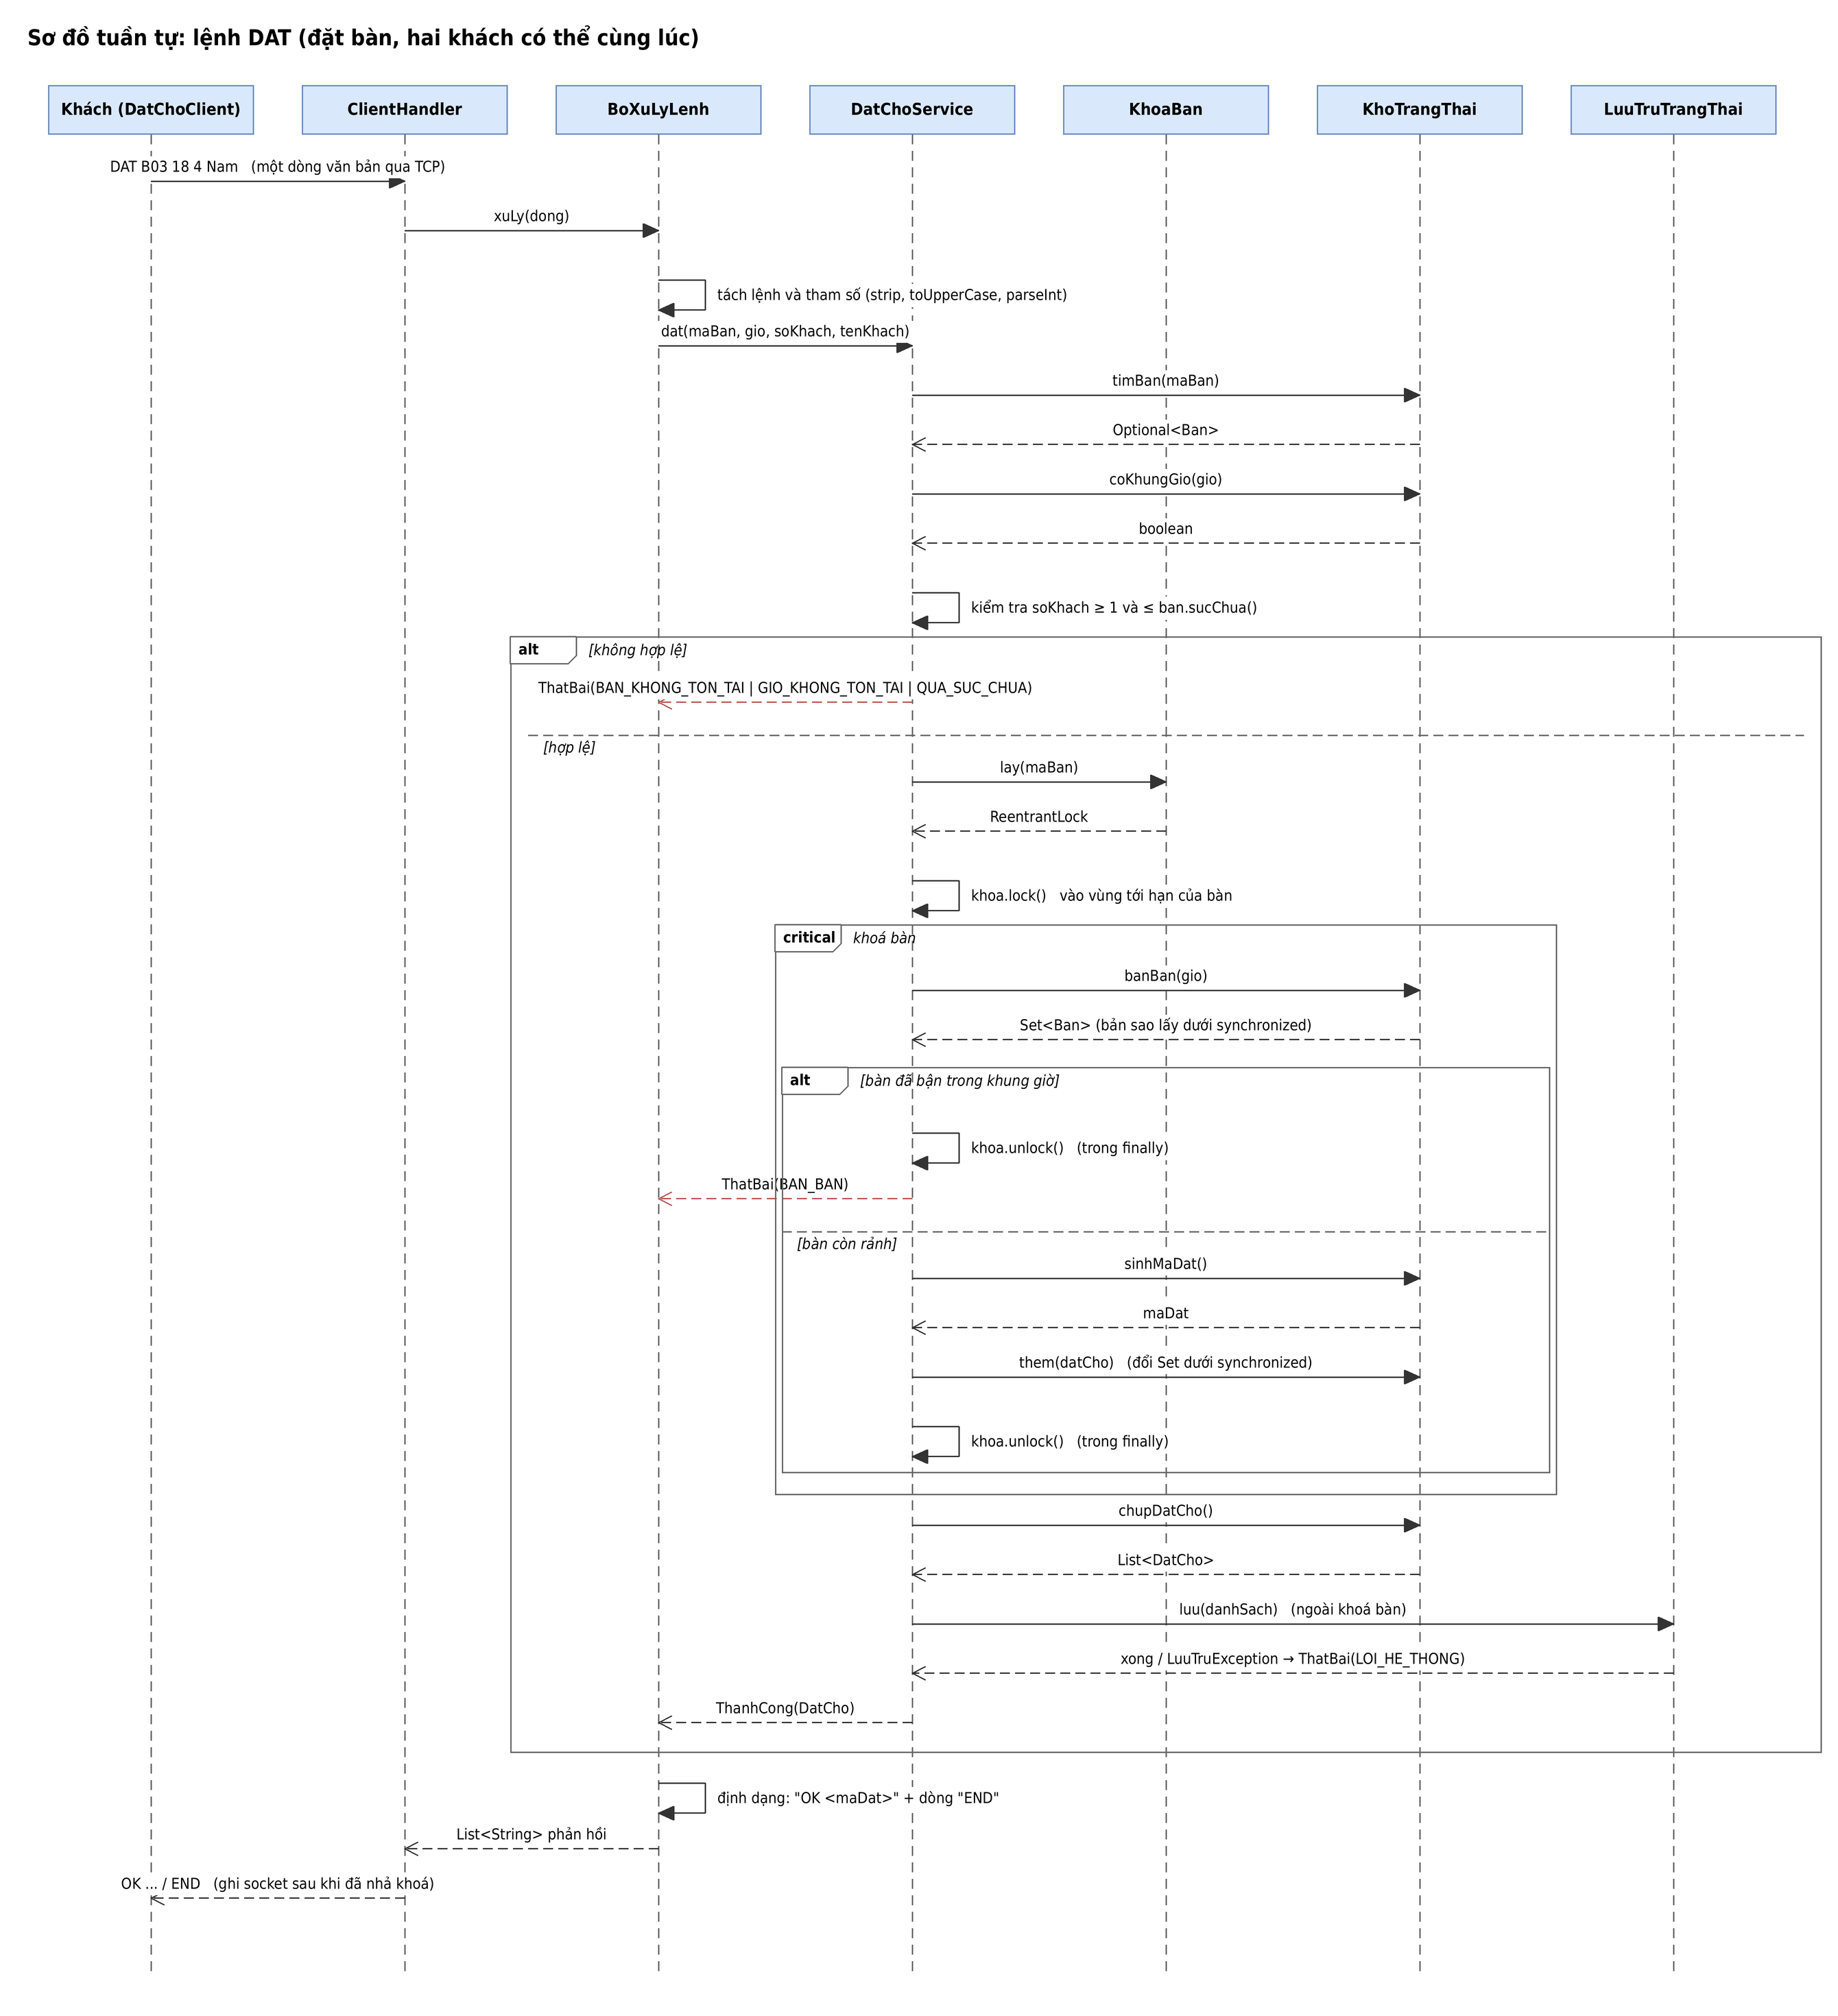 Sơ đồ tuần tự: lệnh DAT (đặt bàn, hai khách có thể cùng lúc)
Khách (DatChoClient)
ClientHandler
BoXuLyLenh
DatChoService
KhoaBan
KhoTrangThai
LuuTruTrangThai
DAT B03 18 4 Nam (một dòng văn bản qua TCP)
xuLy(dong)
tách lệnh và tham số (strip, toUpperCase, parseInt)
dat(maBan, gio, soKhach, tenKhach)
timBan(maBan)
Optional<Ban>
coKhungGio(gio)
boolean
kiểm tra soKhach ≥ 1 và ≤ ban.sucChua()
alt [không hợp lệ]
ThatBai(BAN_KHONG_TON_TAI | GIO_KHONG_TON_TAI | QUA_SUC_CHUA)
[hợp lệ]
lay(maBan)
ReentrantLock
khoa.lock() vào vùng tới hạn của bàn
critical khoá bàn
banBan(gio)
Set<Ban> (bản sao lấy dưới synchronized)
alt [bàn đã bận trong khung giờ]
khoa.unlock() (trong finally)
ThatBai(BAN_BAN)
[bàn còn rảnh]
sinhMaDat()
maDat
them(datCho) (đổi Set dưới synchronized)
khoa.unlock() (trong finally)
chupDatCho()
List<DatCho>
luu(danhSach) (ngoài khoá bàn)
xong / LuuTruException → ThatBai(LOI_HE_THONG)
ThanhCong(DatCho)
định dạng: "OK <maDat>" + dòng "END"
List<String> phản hồi
OK ... / END (ghi socket sau khi đã nhả khoá)